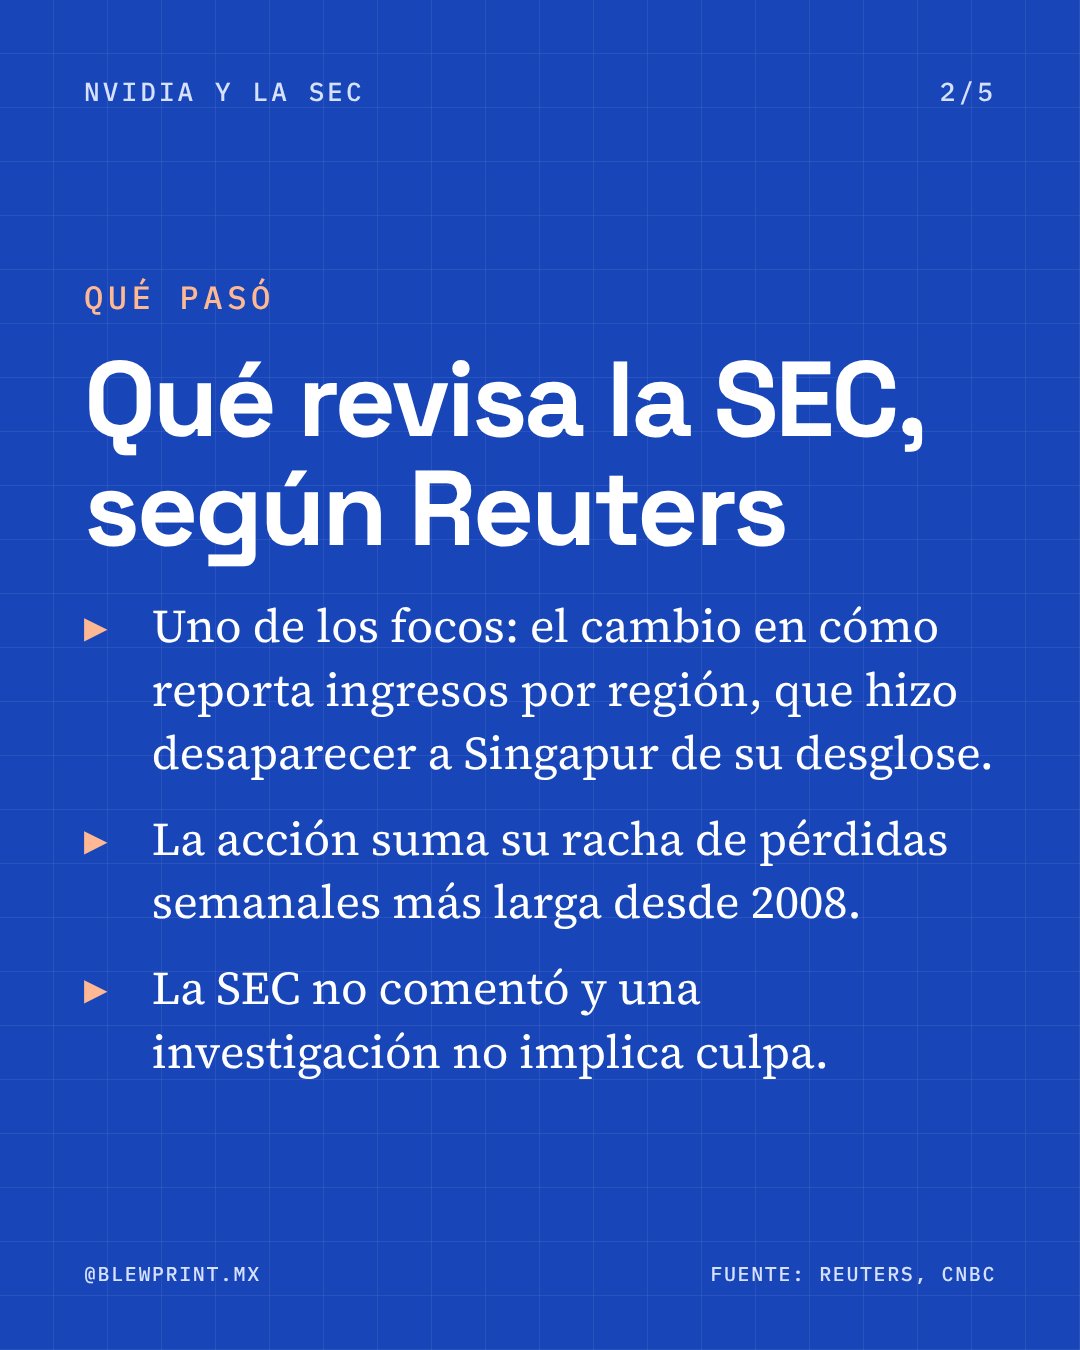 NVIDIA Y LA SEC
2/5
QUÉ PASÓ
Qué revisa la SEC,
según Reuters
▶ Uno de los focos: el cambio en cómo
reporta ingresos por región, que hizo
desaparecer a Singapur de su desglose.
▶ La acción suma su racha de pérdidas
semanales más larga desde 2008.
▶ La SEC no comentó y una
investigación no implica culpa.
@BLEWPRINT.MX
FUENTE: REUTERS, CNBC